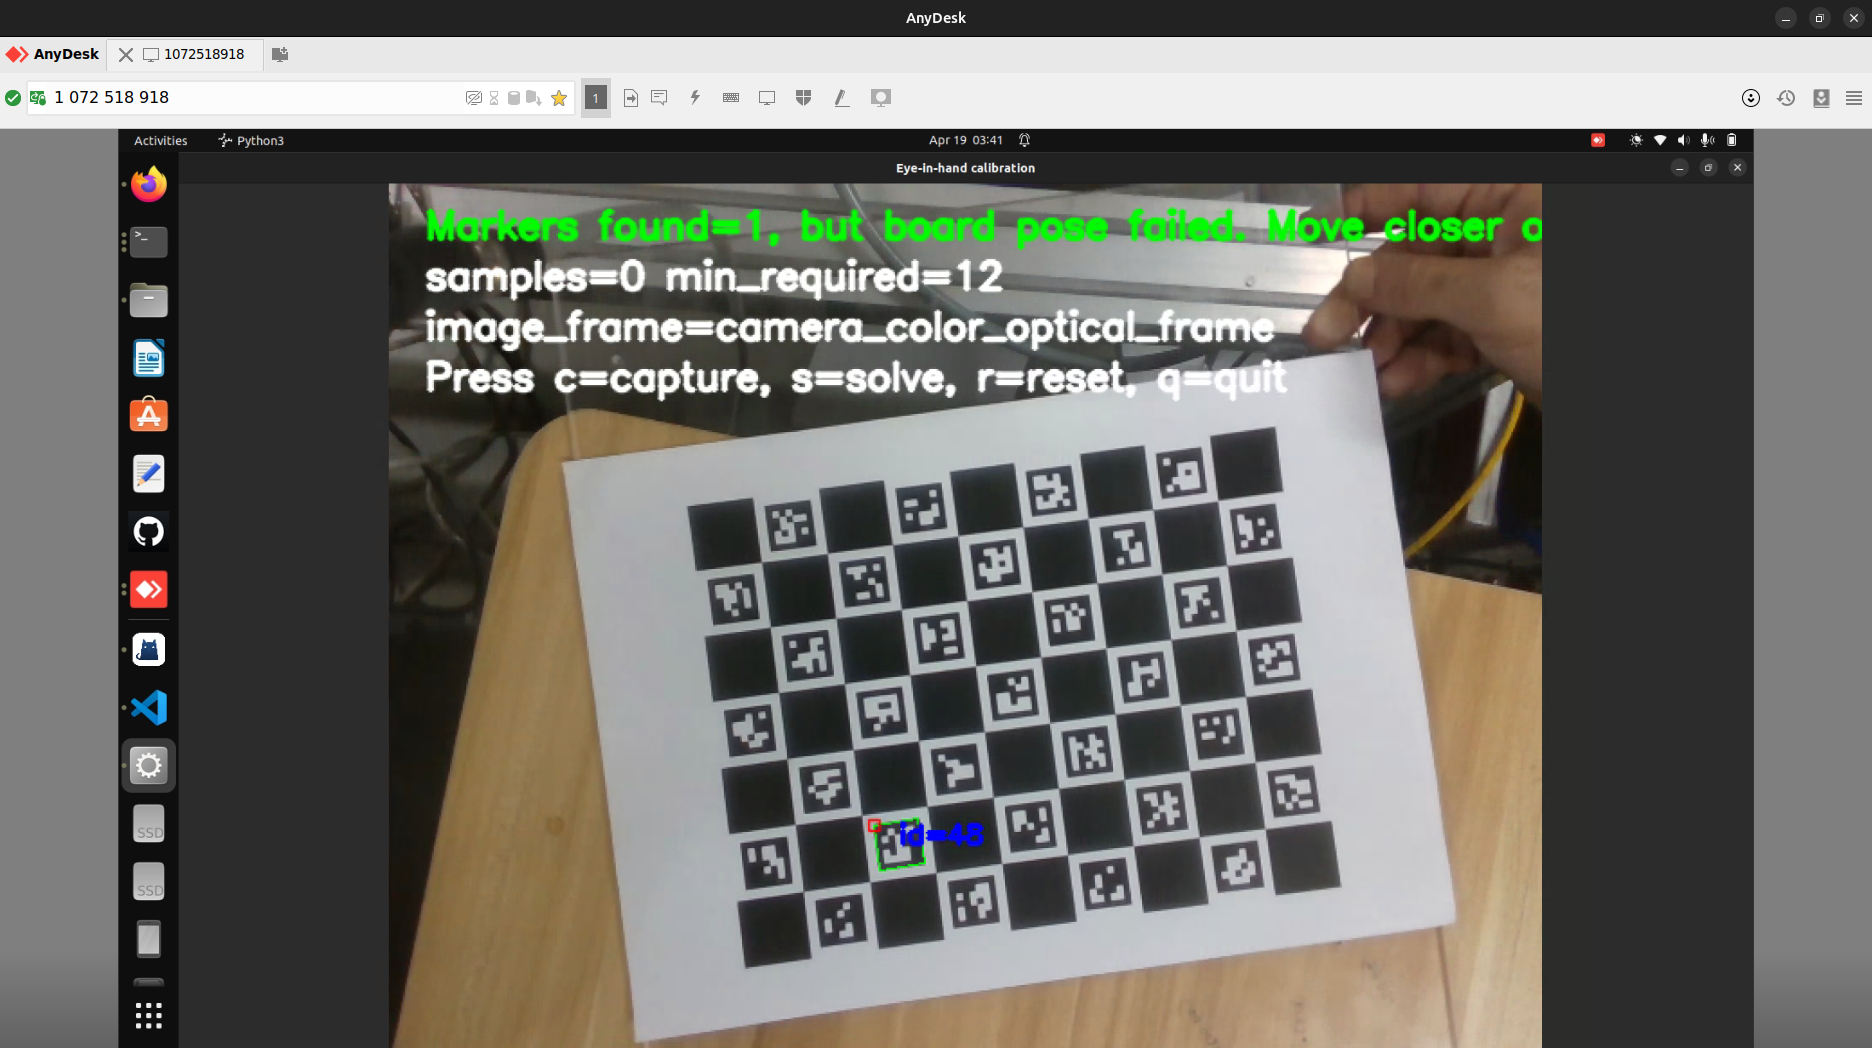 AnyDesk
AnyDesk
1072518918
1 072 518 918
1
Activities
Python3
Apr 19 03:41
Eye-in-hand calibration
Markers found=1, but board pose failed. Move closer o
samples=0 min_required=12
image_frame=camera_color_optical_frame
Press c=capture, s=solve, r=reset, q=quit
id=48
SSD
SSD